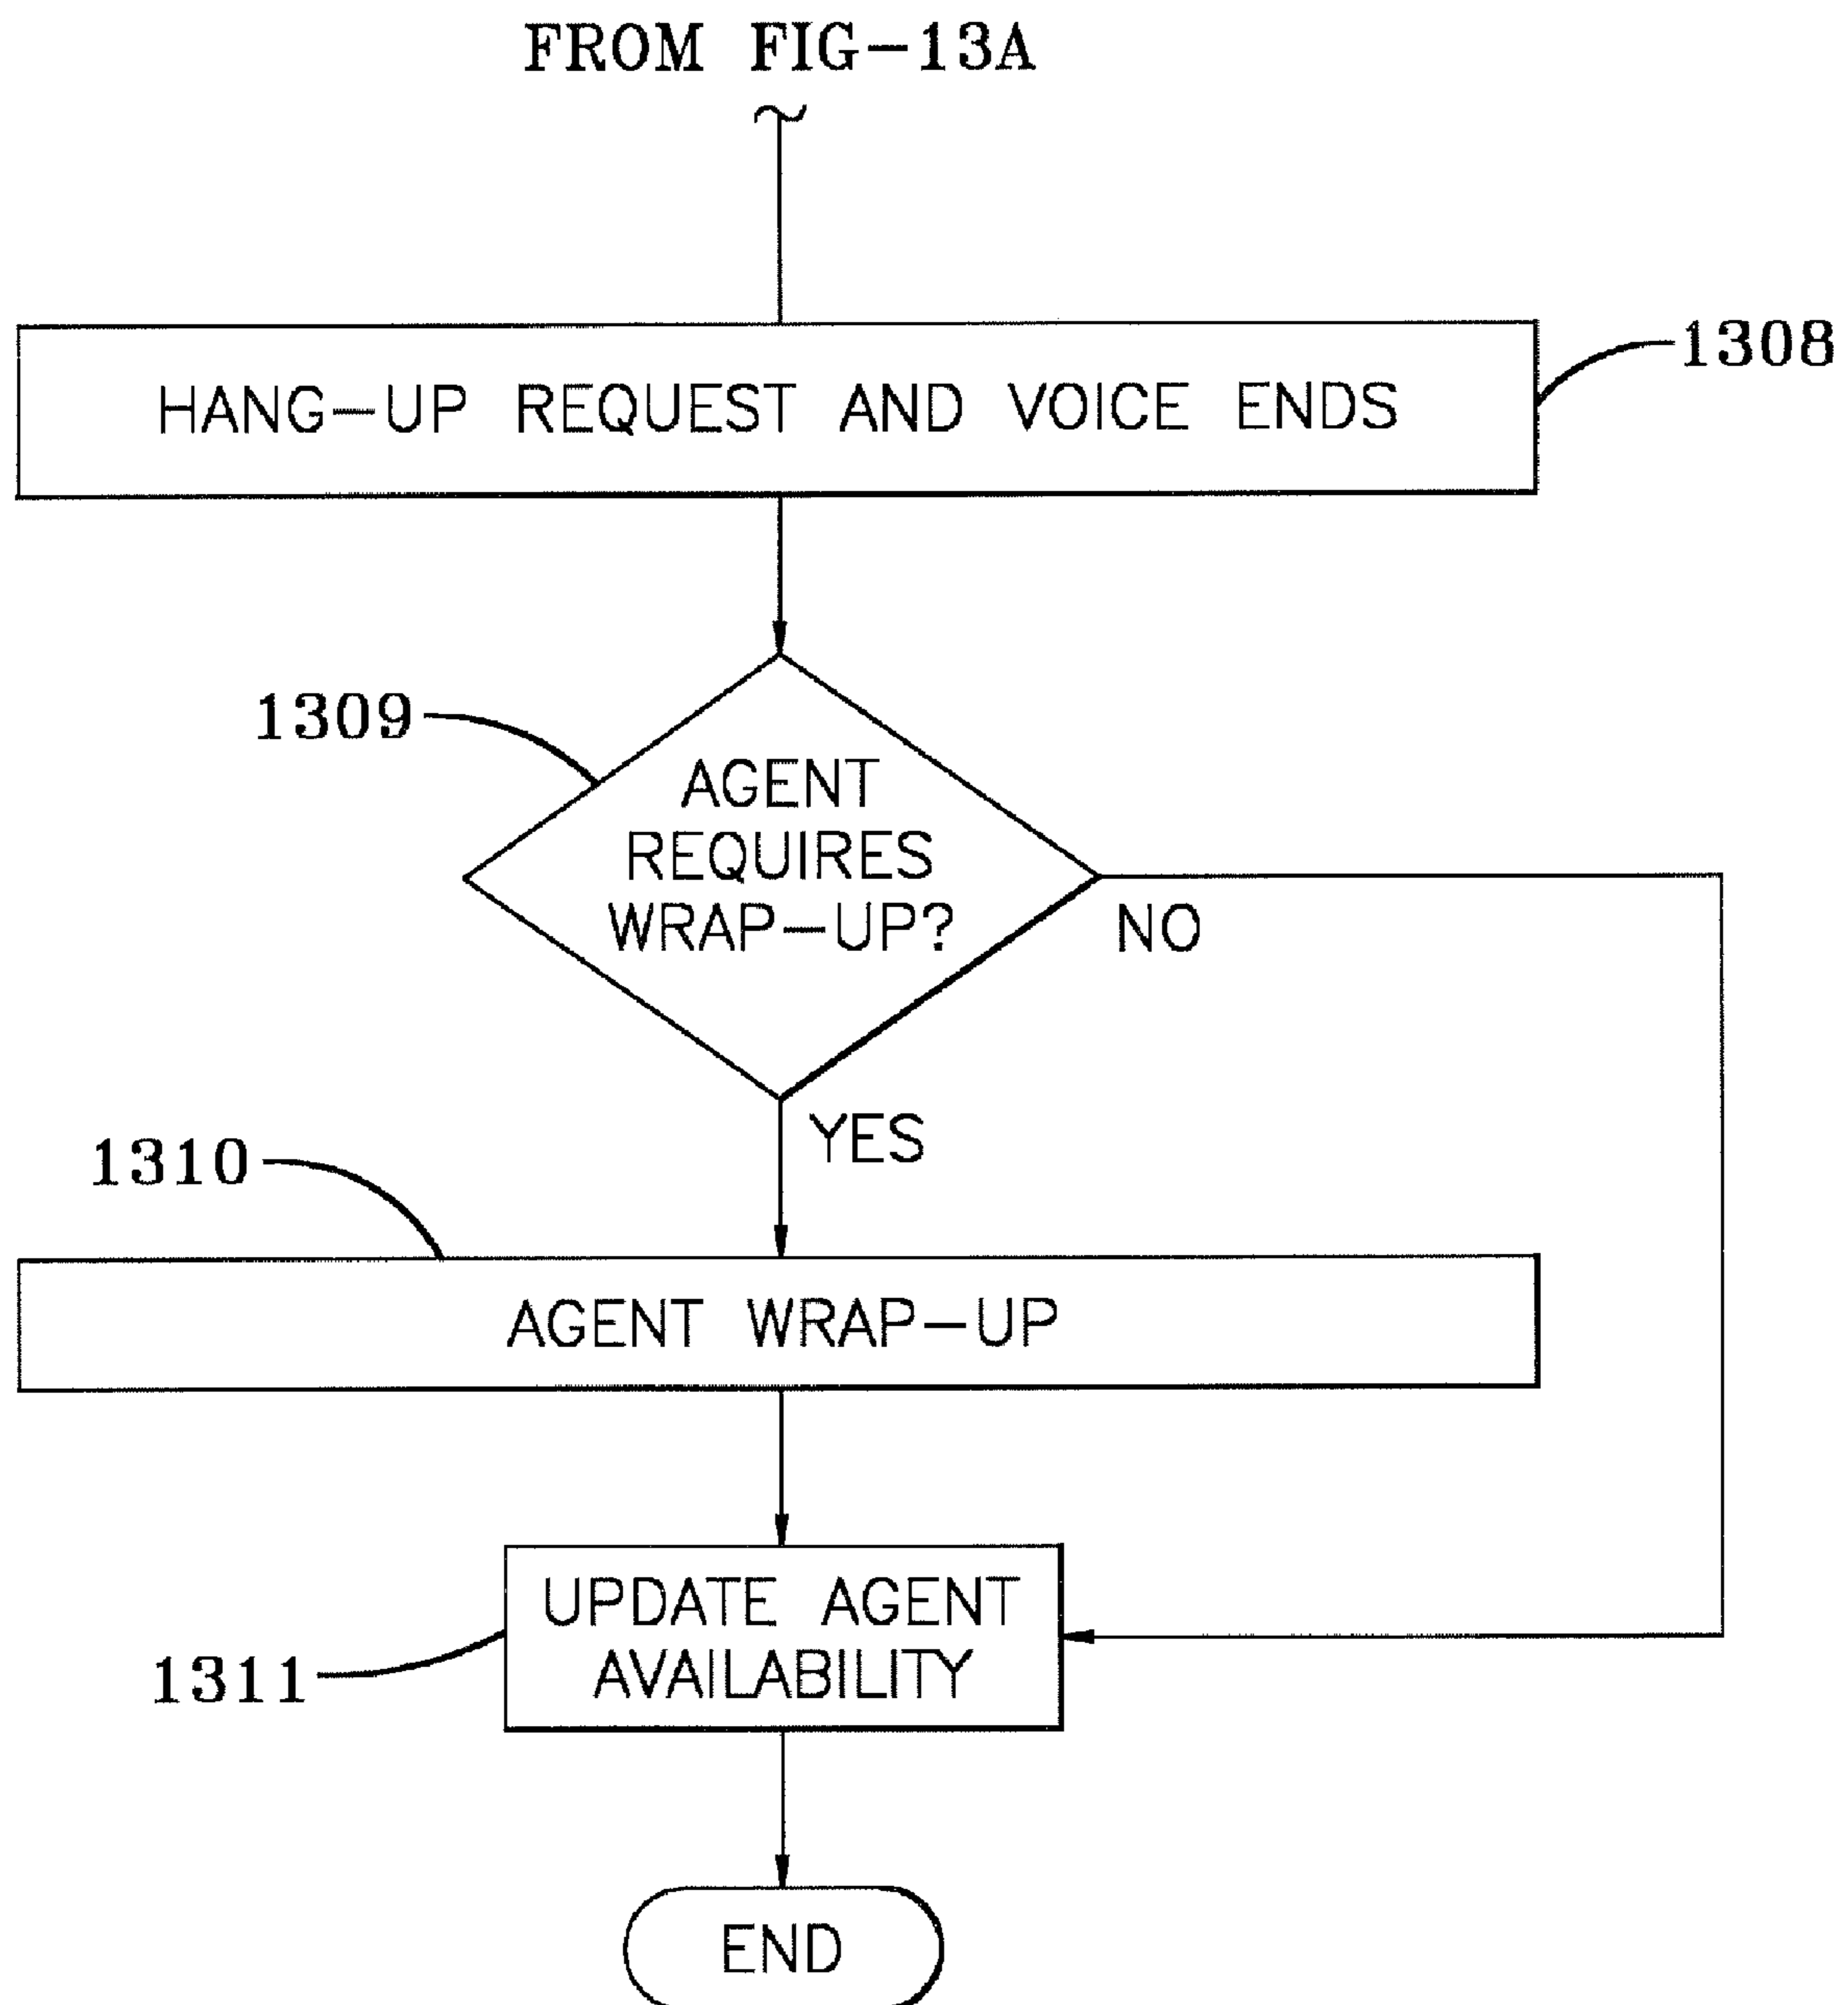 FROM FIG-13A
HANG-UP REQUEST AND VOICE ENDS
1308
1309
AGENT
REQUIRES
WRAP-UP?
NO
YES
1310
AGENT WRAP-UP
UPDATE AGENT
AVAILABILITY
1311
END